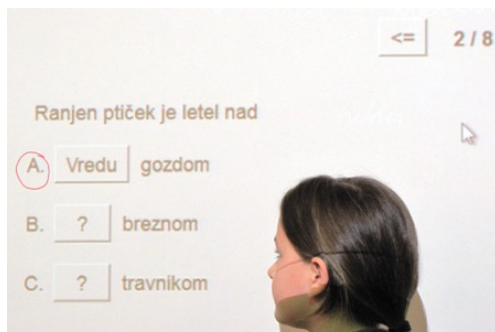 <= 2 / 8
Ranjen ptiček je letel nad
A. Vredu gozdom
B. ? breznom
C. ? travnikom